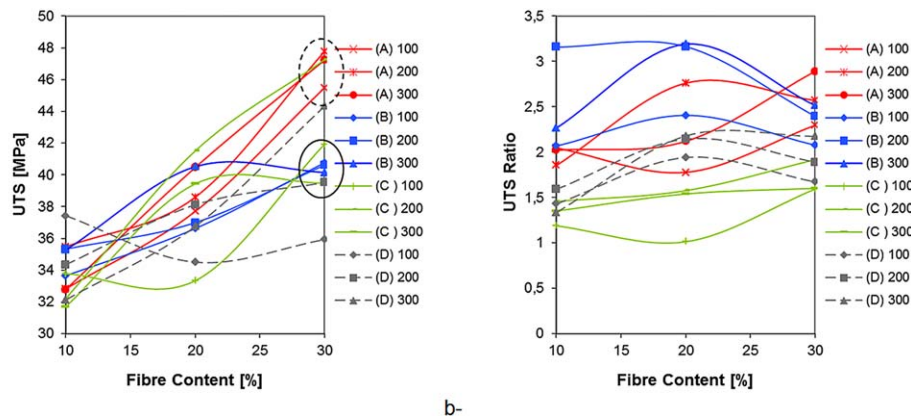 50
48
46
44
42
40
38
36
34
32
30
UTS [MPa]
10 15 20 25 30
Fibre Content [%]
(A) 100
(A) 200
(A) 300
(B) 100
(B) 200
(B) 300
(C ) 100
(C ) 200
(C ) 300
(D) 100
(D) 200
(D) 300
3,5
3
2,5
2
1,5
1
0,5
0
UTS Ratio
10 15 20 25 30
Fibre Content [%]
(A) 100
(A) 200
(A) 300
(B) 100
(B) 200
(B) 300
(C ) 100
(C ) 200
(C ) 300
(D) 100
(D) 200
(D) 300
b-